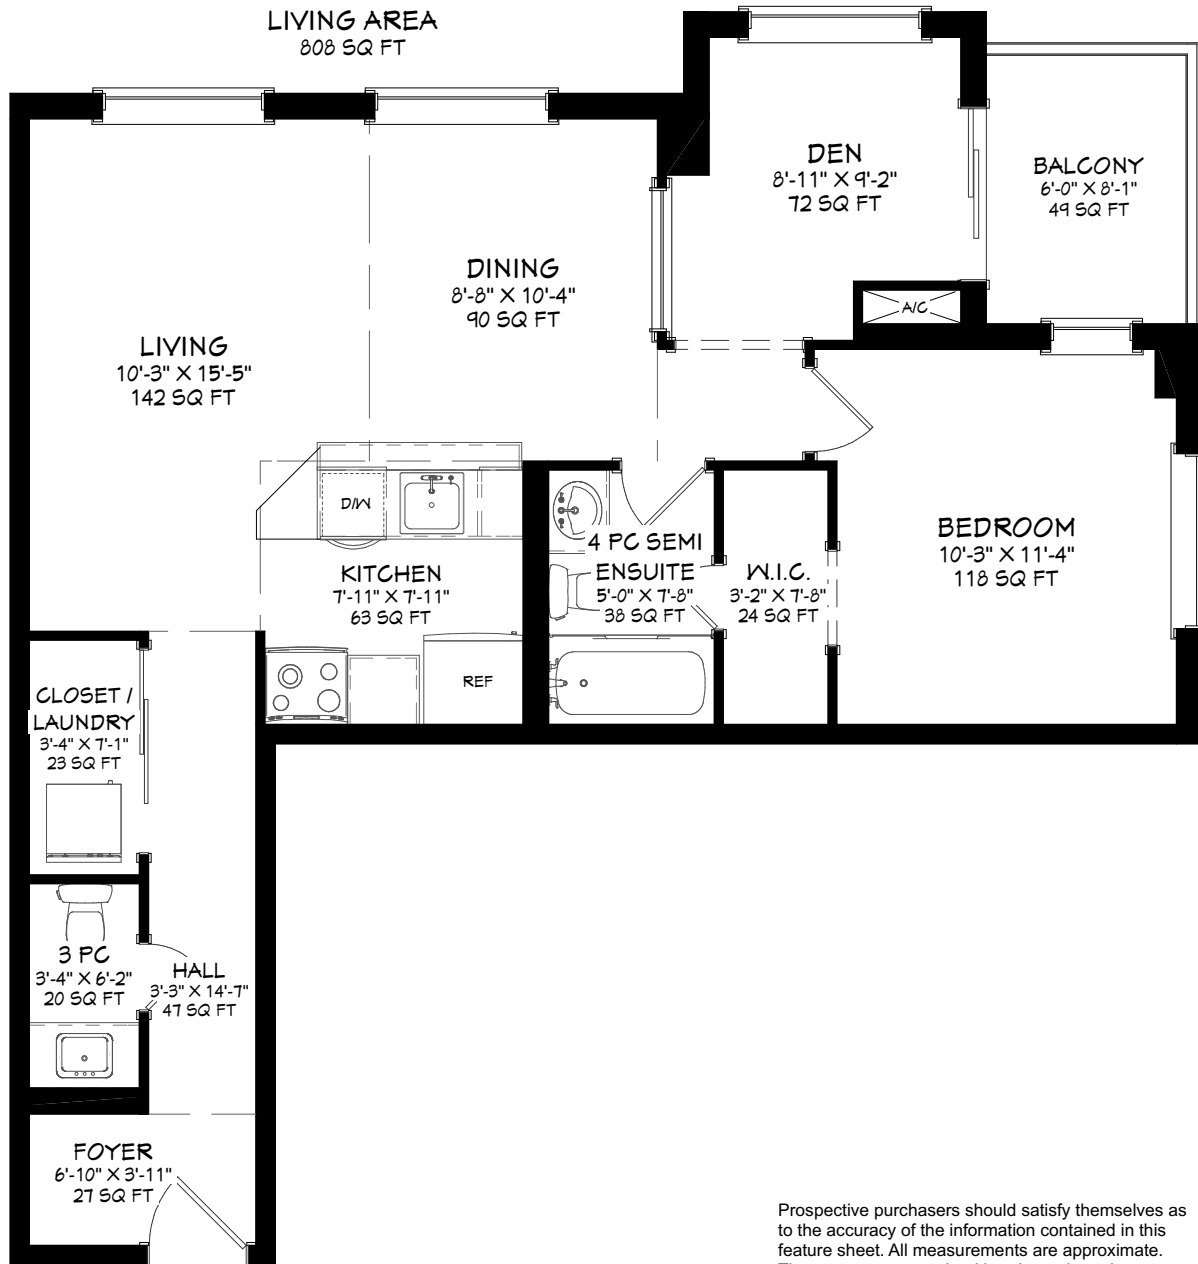 LIVING AREA
808 SQ FT
DEN
8'-11" X 9'-2"
72 SQ FT
BALCONY
6'-0" X 8'-1"
49 SQ FT
DINING
8'-8" X 10'-4"
90 SQ FT
A/C
LIVING
10'-3" X 15'-5"
142 SQ FT
D/W
BEDROOM
10'-3" X 11'-4"
118 SQ FT
4 PC SEMI
ENSUITE
5'-0" X 7'-8"
38 SQ FT
W.I.C.
3'-2" X 7'-8"
24 SQ FT
KITCHEN
7'-11" X 7'-11"
63 SQ FT
REF
CLOSET /
LAUNDRY
3'-4" X 7'-1"
23 SQ FT
3 PC
3'-4" X 6'-2"
20 SQ FT
HALL
3'-3" X 14'-7"
47 SQ FT
FOYER
6'-10" X 3'-11"
27 SQ FT
Prospective purchasers should satisfy themselves as
to the accuracy of the information contained in this
feature sheet. All measurements are approximate.